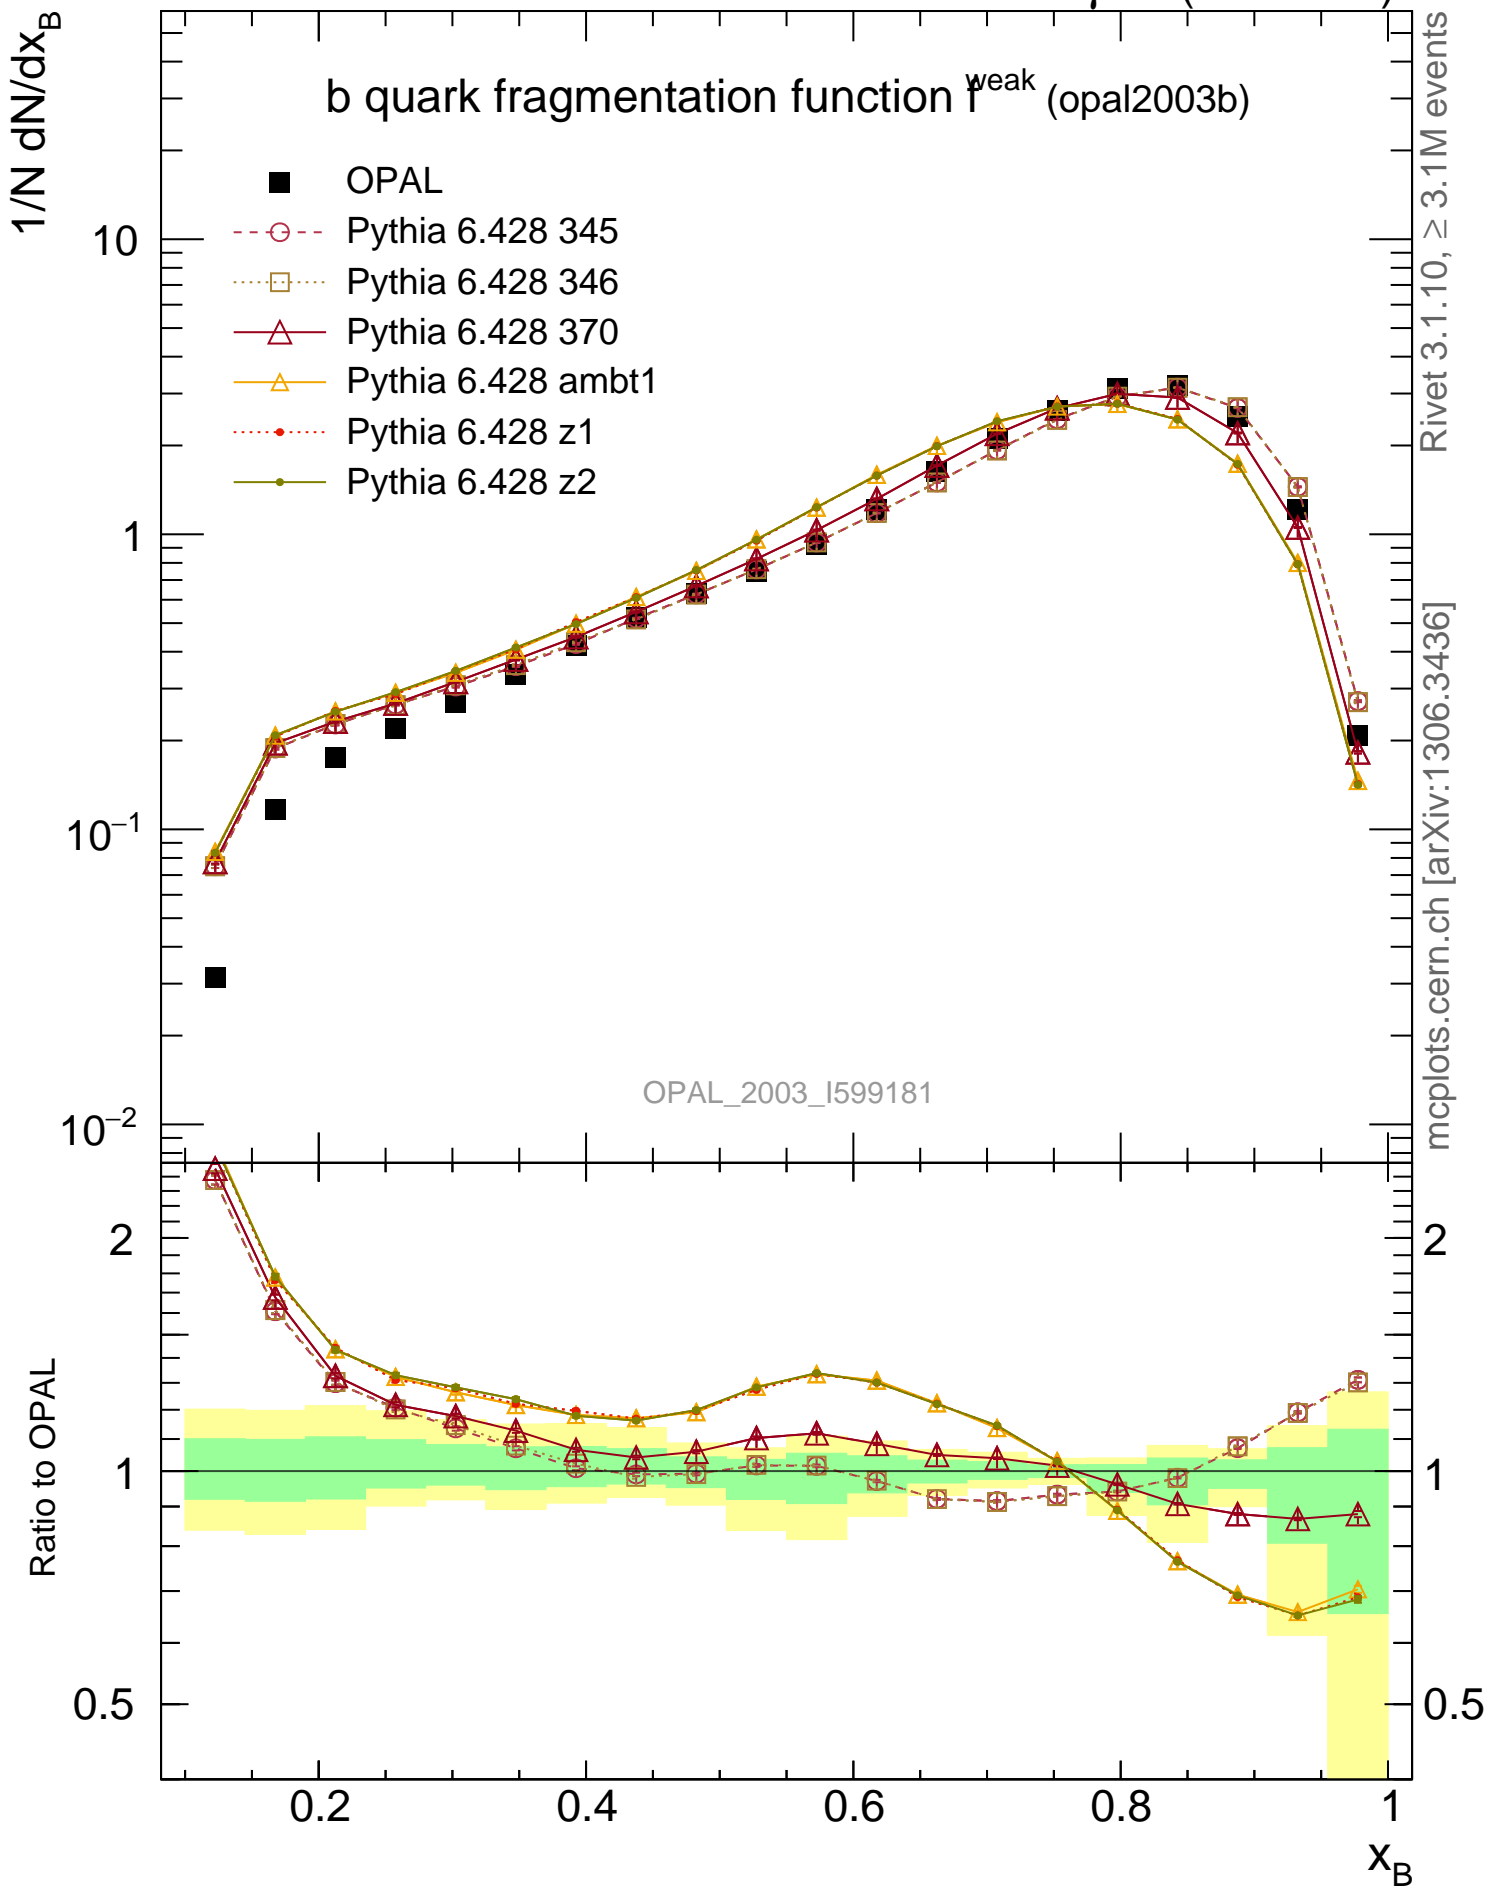 b quark fragmentation function f^weak (opal2003b)
1/N dN/dx_B
OPAL
Pythia 6.428 345
Pythia 6.428 346
Pythia 6.428 370
Pythia 6.428 ambt1
Pythia 6.428 z1
Pythia 6.428 z2
10
1
10^−1
10^−2
OPAL_2003_I599181
Rivet 3.1.10, ≥ 3.1M events
mcplots.cern.ch [arXiv:1306.3436]
Ratio to OPAL
2
1
0.5
2
1
0.5
0.2 0.4 0.6 0.8 1
x_B